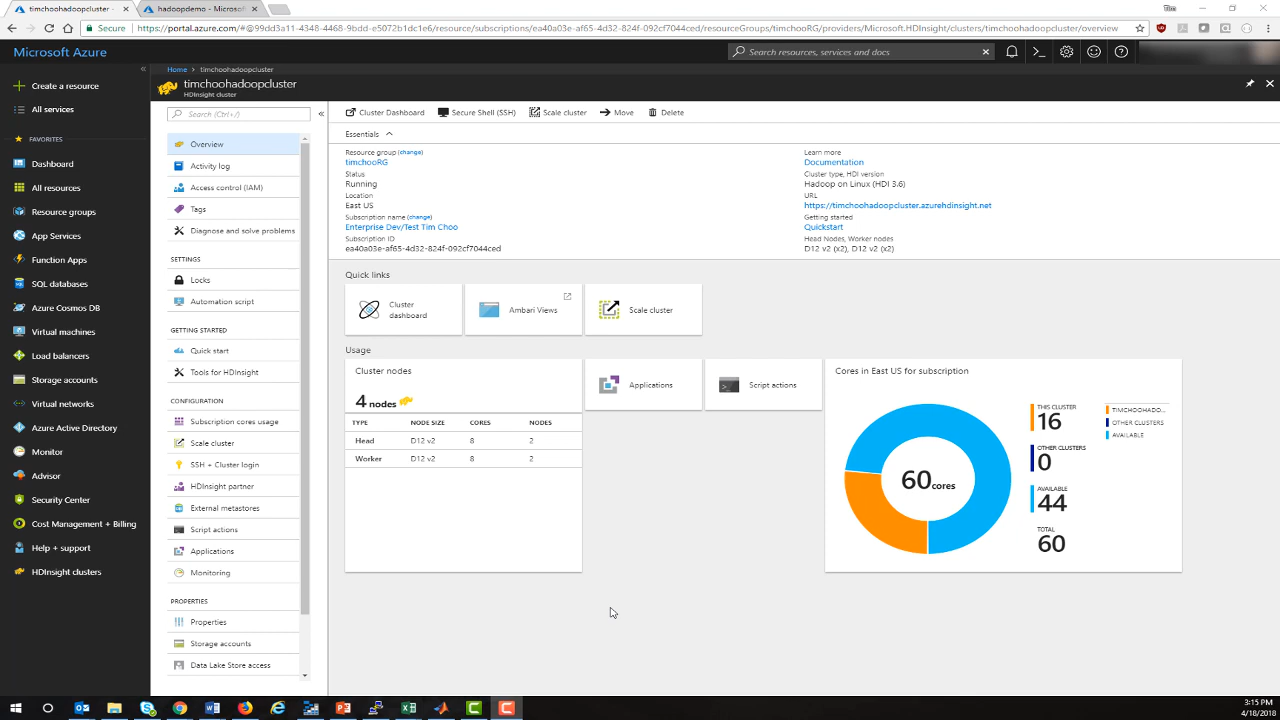 timchoohadoopcluster -
hadoopdemo - Microsof
Secure
https://portal.azure.com/#@99dd3a11-4348-4468-9bdd-e5072b1dc1e6/resource/subscriptions/ea40a03e-af65-4d32-824f-092cf7044ced/resourceGroups/timchooRG/providers/Microsoft.HDInsight/clusters/timchoohadoopcluster/overview
Microsoft Azure
Search resources, services and docs
Home
timchoohadoopcluster
timchoohadoopcluster
HDInsight cluster
Create a resource
All services
FAVORITES
Dashboard
All resources
Resource groups
App Services
Function Apps
SQL databases
Azure Cosmos DB
Virtual machines
Load balancers
Storage accounts
Virtual networks
Azure Active Directory
Monitor
Advisor
Security Center
Cost Management + Billing
Help + support
HDInsight clusters
Search (Ctrl+/)
Overview
Activity log
Access control (IAM)
Tags
Diagnose and solve problems
SETTINGS
Locks
Automation script
GETTING STARTED
Quick start
Tools for HDInsight
CONFIGURATION
Subscription cores usage
Scale cluster
SSH + Cluster login
HDInsight partner
External metastores
Script actions
Applications
Monitoring
PROPERTIES
Properties
Storage accounts
Data Lake Store access
Cluster Dashboard
Secure Shell (SSH)
Scale cluster
Move
Delete
Essentials
Resource group (change)
timchooRG
Status
Running
Location
East US
Subscription name (change)
Enterprise Dev/Test Tim Choo
Subscription ID
ea40a03e-af65-4d32-824f-092cf7044ced
Learn more
Documentation
Cluster type, HDI version
Hadoop on Linux (HDI 3.6)
URL
https://timchoohadoopcluster.azurehdinsight.net
Getting started
Quickstart
Head Nodes, Worker nodes
D12 v2 (x2), D12 v2 (x2)
Quick links
Cluster
dashboard
Ambari Views
Scale cluster
Usage
Cluster nodes
4 nodes
TYPE NODE SIZE CORES NODES
Head D12 v2 8 2
Worker D12 v2 8 2
Applications
Script actions
Cores in East US for subscription
60 cores
THIS CLUSTER
16
OTHER CLUSTERS
0
AVAILABLE
44
TOTAL
60
TIMCHOOHADO...
OTHER CLUSTERS
AVAILABLE
3:15 PM
4/18/2018